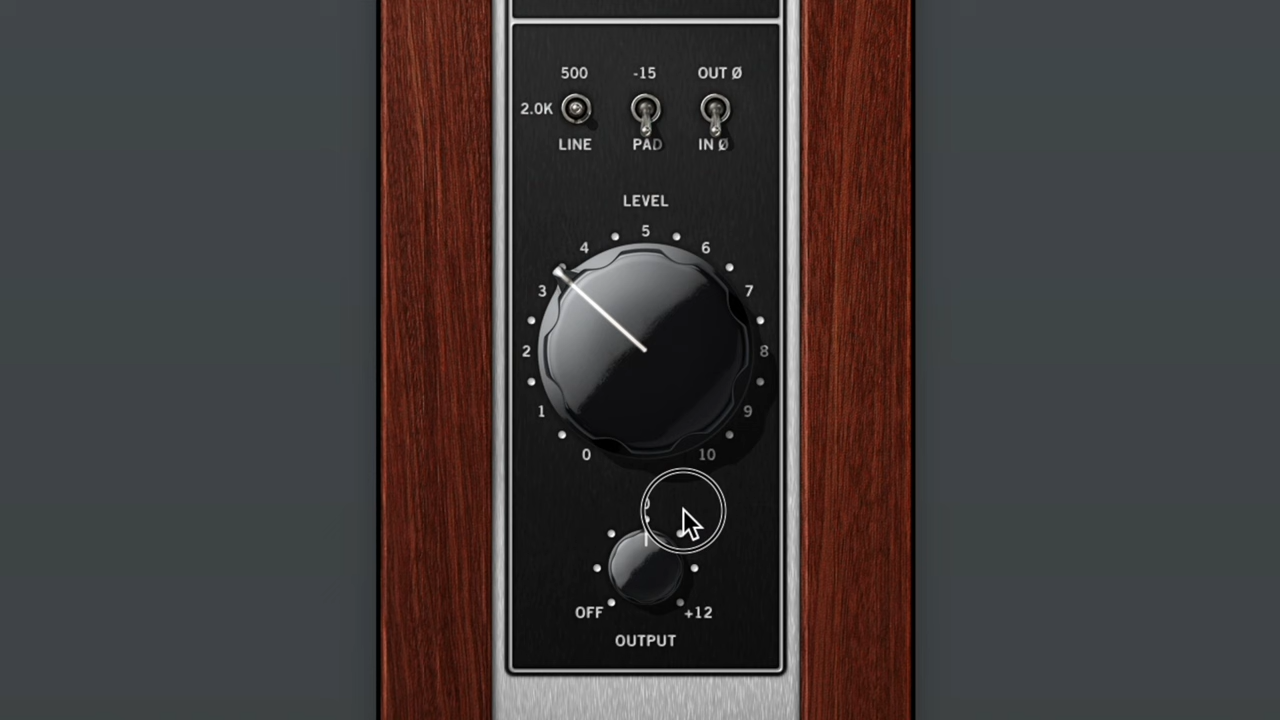 500 -15 OUT Ø
2.0K
LINE PAD IN Ø
LEVEL
5
4 6
3 7
2 8
1 9
0 10
0
OFF +12
OUTPUT